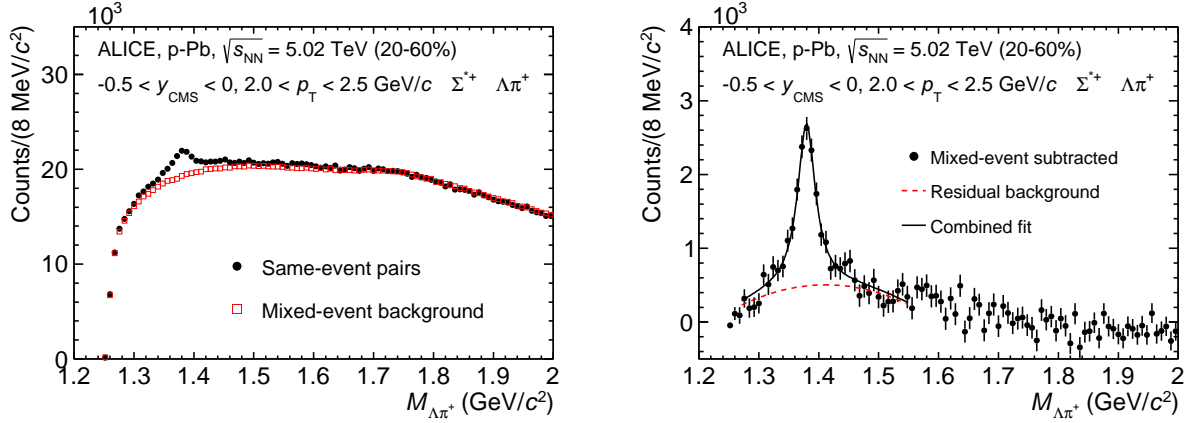 10³
ALICE, p-Pb, √s_NN = 5.02 TeV (20-60%)
-0.5 < y_CMS < 0, 2.0 < p_T < 2.5 GeV/c Σ*+ Λπ+
Counts/(8 MeV/c²)
30
20
10
0
Same-event pairs
Mixed-event background
1.2 1.3 1.4 1.5 1.6 1.7 1.8 1.9 2
M_Λπ+ (GeV/c²)
10³
ALICE, p-Pb, √s_NN = 5.02 TeV (20-60%)
-0.5 < y_CMS < 0, 2.0 < p_T < 2.5 GeV/c Σ*+ Λπ+
Counts/(8 MeV/c²)
4
3
2
1
0
Mixed-event subtracted
Residual background
Combined fit
1.2 1.3 1.4 1.5 1.6 1.7 1.8 1.9 2
M_Λπ+ (GeV/c²)